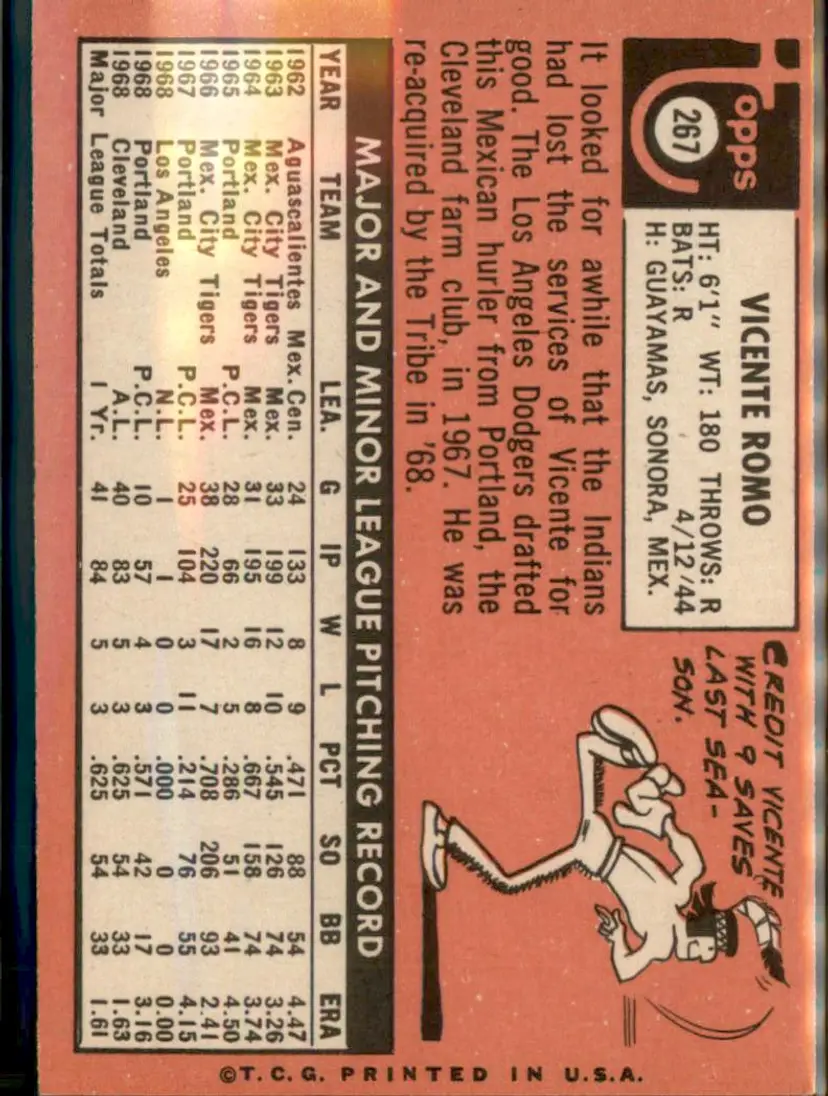 Topps
267
VICENTE ROMO
HT: 6'1" WT: 180 THROWS: R
BATS: R 4/12/44
H: GUAYAMAS, SONORA, MEX.
It looked for awhile that the Indians
had lost the services of Vicente for
good. The Los Angeles Dodgers drafted
this Mexican hurler from Portland, the
Cleveland farm club, in 1967. He was
re-acquired by the Tribe in '68.
CREDIT VICENTE
WITH 9 SAVES
LAST SEA-
SON.
MAJOR AND MINOR LEAGUE PITCHING RECORD
YEAR TEAM LEA. G IP W L PCT SO BB ERA
1962 Aguascalientes Mex. Cen. 24 133 8 9 .471 88 54 4.47
1963 Mex. City Tigers Mex. 33 199 12 10 .545 126 74 3.26
1964 Mex. City Tigers Mex. 31 195 16 8 .667 158 74 3.74
1965 Portland P.C.L. 28 66 2 5 .286 51 41 4.50
1966 Mex. City Tigers Mex. 38 220 17 7 .708 206 93 2.41
1967 Portland P.C.L. 25 104 3 11 .214 76 55 4.15
1968 Los Angeles N.L. 1 1 0 0 .000 0 0 0.00
1968 Portland P.C.L. 10 57 4 3 .571 42 17 3.16
1968 Cleveland A.L. 40 83 5 3 .625 54 33 1.63
Major League Totals 1 Yr. 41 84 5 3 .625 54 33 1.61
©T.C.G. PRINTED IN U.S.A.